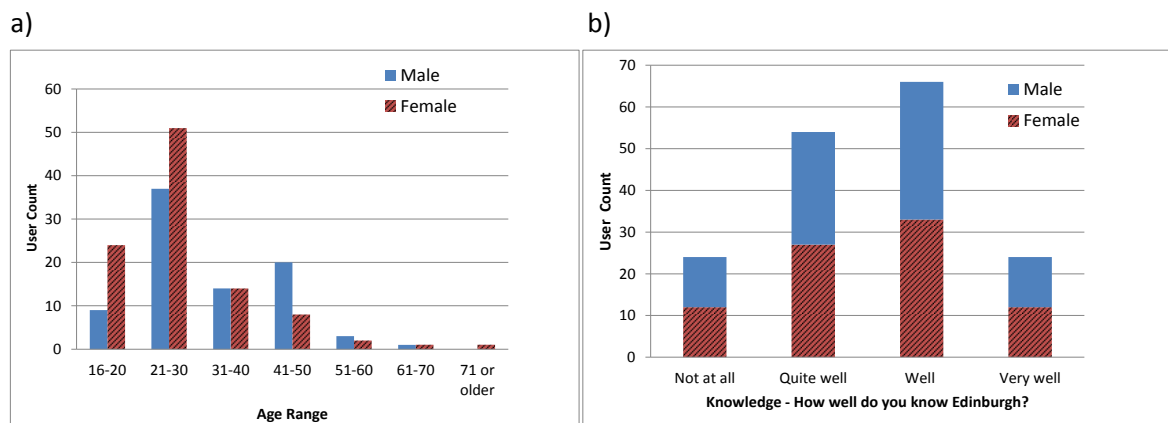 a)
Male
Female
60
50
40
30
20
10
0
User Count
16-20 21-30 31-40 41-50 51-60 61-70 71 or
older
Age Range
b)
70
60
50
40
30
20
10
0
User Count
Male
Female
Not at all Quite well Well Very well
Knowledge - How well do you know Edinburgh?